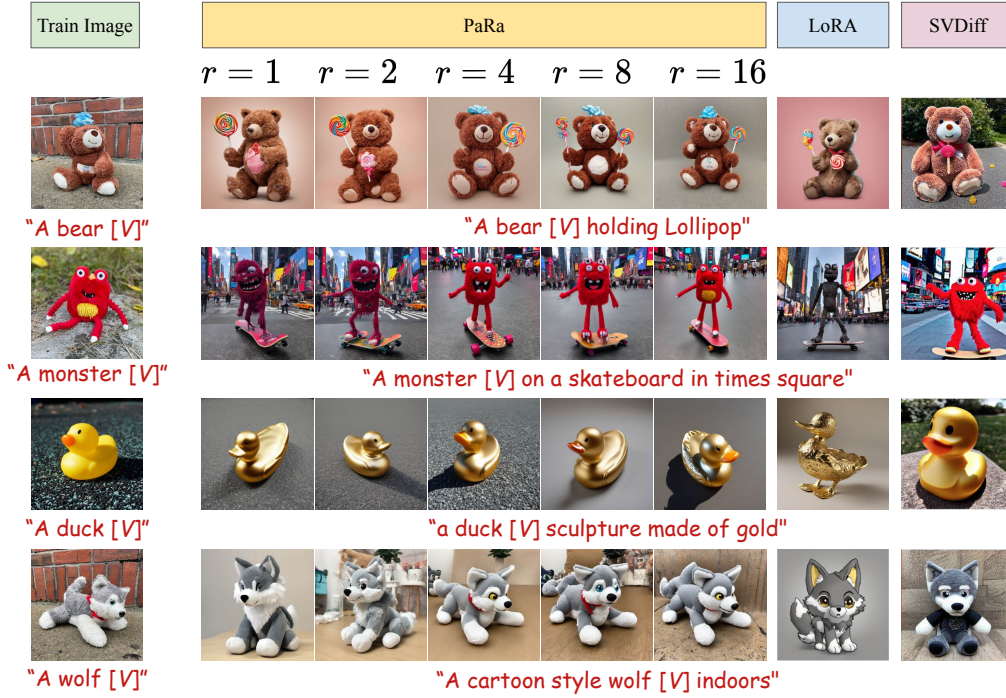 Train Image
PaRa
LoRA
SVDiff
r = 1
r = 2
r = 4
r = 8
r = 16
“A bear [V]”
“A bear [V] holding Lollipop"
“A monster [V]”
“A monster [V] on a skateboard in times square"
“A duck [V]”
“a duck [V] sculpture made of gold"
“A wolf [V]”
“A cartoon style wolf [V] indoors"